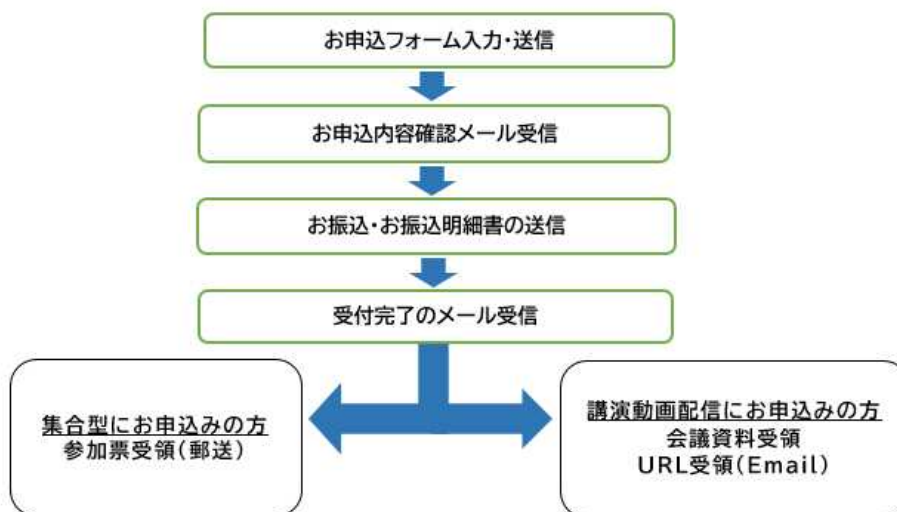 お申込フォーム入力・送信
お申込内容確認メール受信
お振込・お振込明細書の送信
受付完了のメール受信
集合型にお申込みの方
参加票受領(郵送)
講演動画配信にお申込みの方
会議資料受領
URL受領(Email)